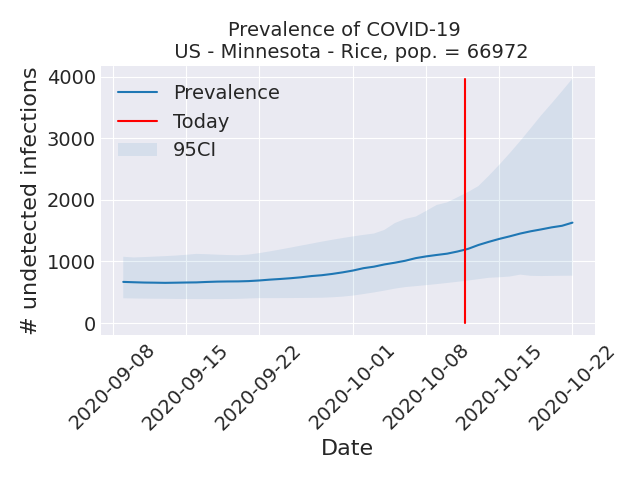 Prevalence of COVID-19
US - Minnesota - Rice, pop. = 66972
# undetected infections
4000
3000
2000
1000
0
Prevalence
Today
95CI
2020-09-08
2020-09-15
2020-09-22
2020-10-01
2020-10-08
2020-10-15
2020-10-22
Date